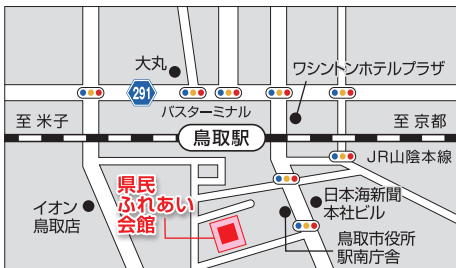 大丸
ワシントンホテルプラザ
291
バスターミナル
至 米子
鳥取駅
至 京都
JR山陰本線
県民
ふれあい
会館
イオン
鳥取店
日本海新聞
本社ビル
鳥取市役所
駅南庁舎